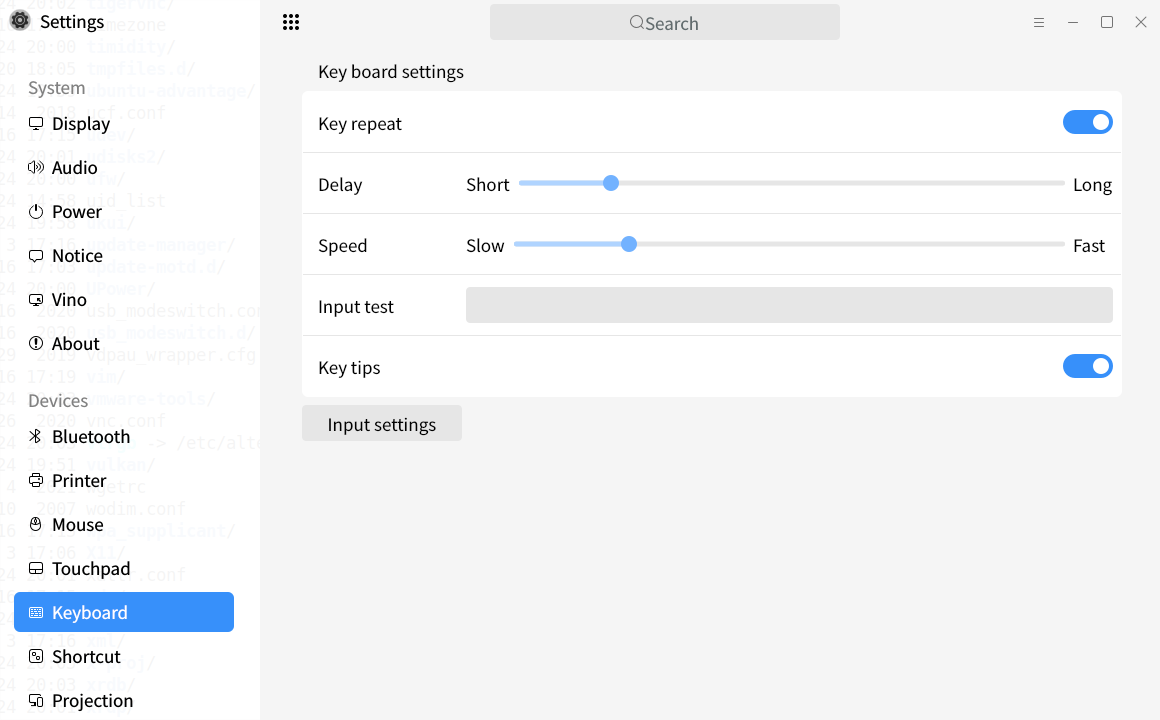 Settings
Search
System
Display
Audio
Power
Notice
Vino
About
Devices
Bluetooth
Printer
Mouse
Touchpad
Keyboard
Shortcut
Projection
Key board settings
Key repeat
Delay Short Long
Speed Slow Fast
Input test
Key tips
Input settings